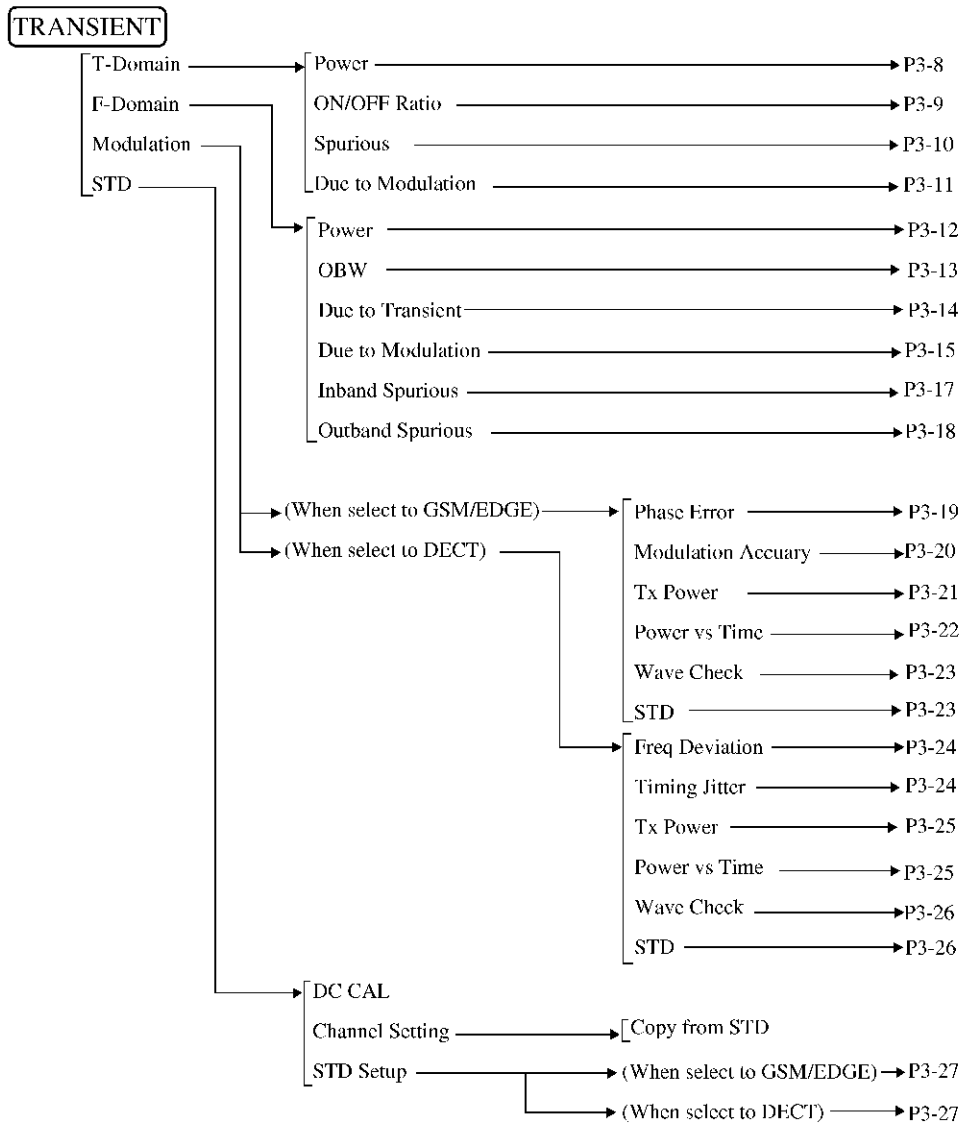 TRANSIENT
T-Domain
F-Domain
Modulation
STD
Power P3-8
ON/OFF Ratio P3-9
Spurious P3-10
Due to Modulation P3-11
Power P3-12
OBW P3-13
Due to Transient P3-14
Due to Modulation P3-15
Inband Spurious P3-17
Outband Spurious P3-18
(When select to GSM/EDGE)
(When select to DECT)
Phase Error P3-19
Modulation Accuary P3-20
Tx Power P3-21
Power vs Time P3-22
Wave Check P3-23
STD P3-23
Freq Deviation P3-24
Timing Jitter P3-24
Tx Power P3-25
Power vs Time P3-25
Wave Check P3-26
STD P3-26
DC CAL
Channel Setting Copy from STD
STD Setup (When select to GSM/EDGE) P3-27
(When select to DECT) P3-27